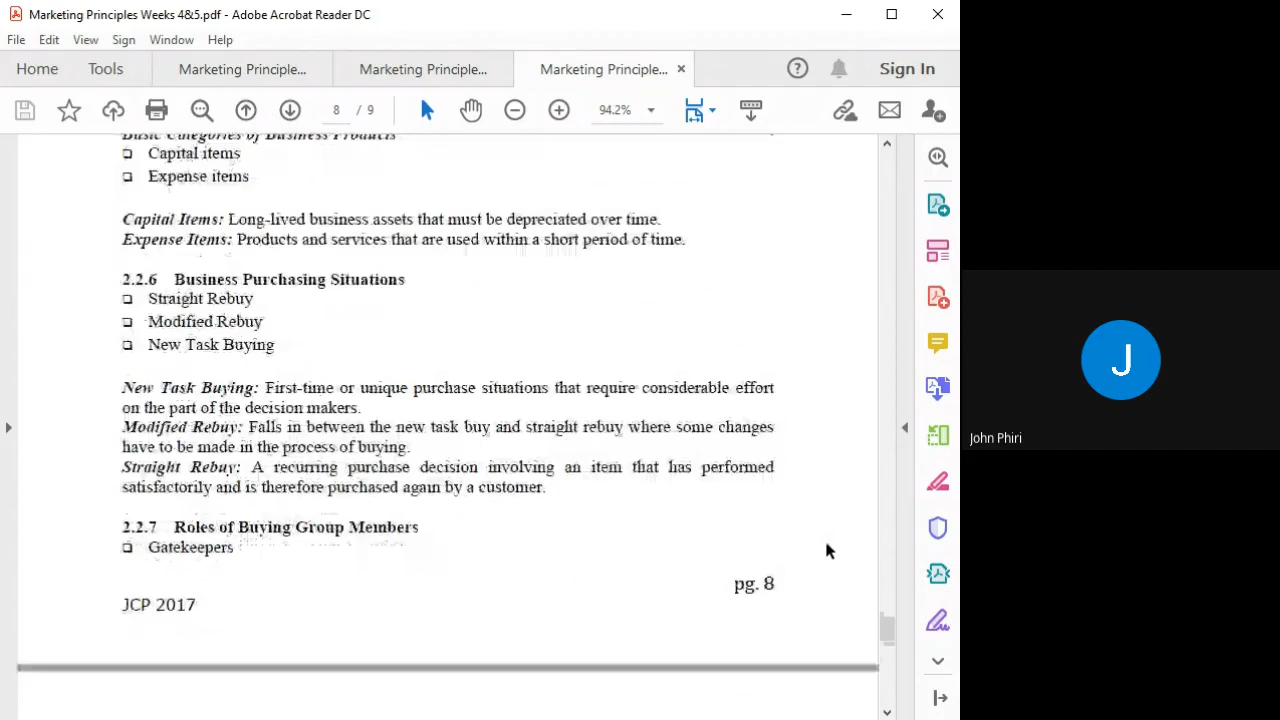 Marketing Principles Weeks 4&5.pdf - Adobe Acrobat Reader DC
File Edit View Sign Window Help
Home Tools Marketing Principle... Marketing Principle... Marketing Principle... Sign In
8 / 9 94.2%
Basic Categories of Business Products
Capital items
Expense items
Capital Items: Long-lived business assets that must be depreciated over time.
Expense Items: Products and services that are used within a short period of time.
2.2.6 Business Purchasing Situations
Straight Rebuy
Modified Rebuy
New Task Buying
New Task Buying: First-time or unique purchase situations that require considerable effort
on the part of the decision makers.
Modified Rebuy: Falls in between the new task buy and straight rebuy where some changes
have to be made in the process of buying.
Straight Rebuy: A recurring purchase decision involving an item that has performed
satisfactorily and is therefore purchased again by a customer.
2.2.7 Roles of Buying Group Members
Gatekeepers
pg. 8
JCP 2017
J
John Phiri